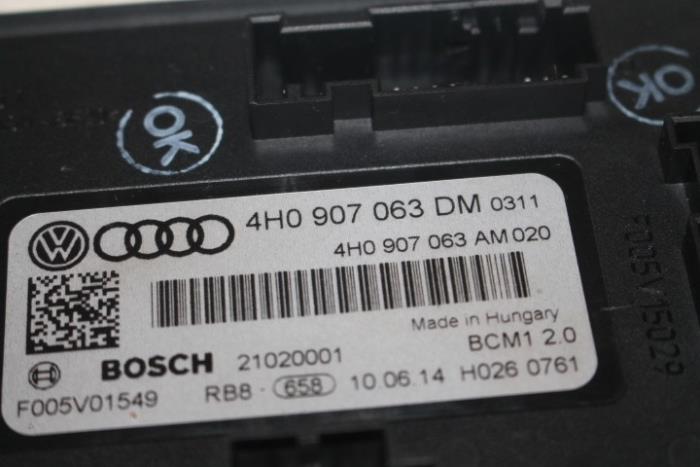 OK
OK
4H0 907 063 DM 0311
4H0 907 063 AM 020
Made in Hungary
BCM1 2.0
BOSCH 21020001
F005V01549
RB8 - 658 10.06.14 H026 0761
F005V15029